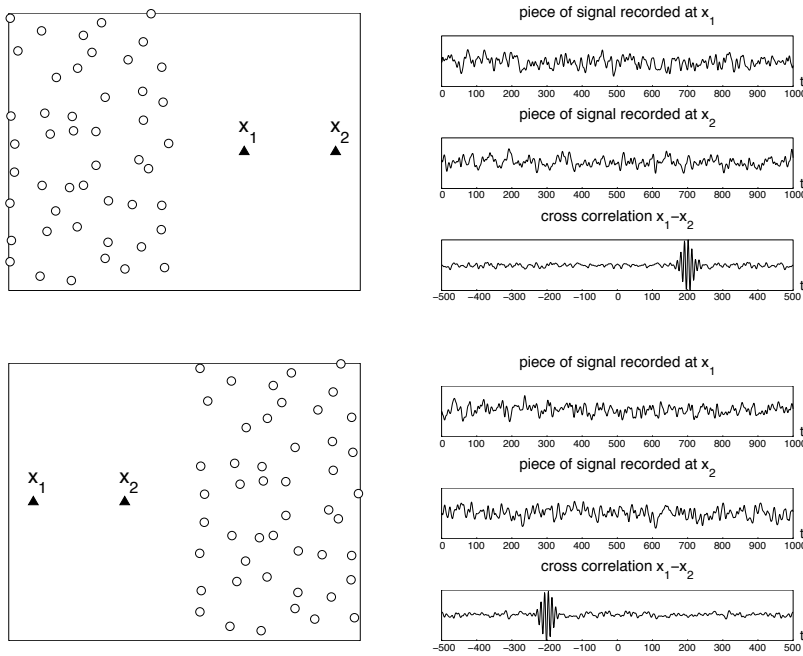 x1
x2
piece of signal recorded at x1
t
0 100 200 300 400 500 600 700 800 900 1000
piece of signal recorded at x2
t
0 100 200 300 400 500 600 700 800 900 1000
cross correlation x1−x2
t
−500 −400 −300 −200 −100 0 100 200 300 400 500
x1
x2
piece of signal recorded at x1
t
0 100 200 300 400 500 600 700 800 900 1000
piece of signal recorded at x2
t
0 100 200 300 400 500 600 700 800 900 1000
cross correlation x1−x2
t
−500 −400 −300 −200 −100 0 100 200 300 400 500